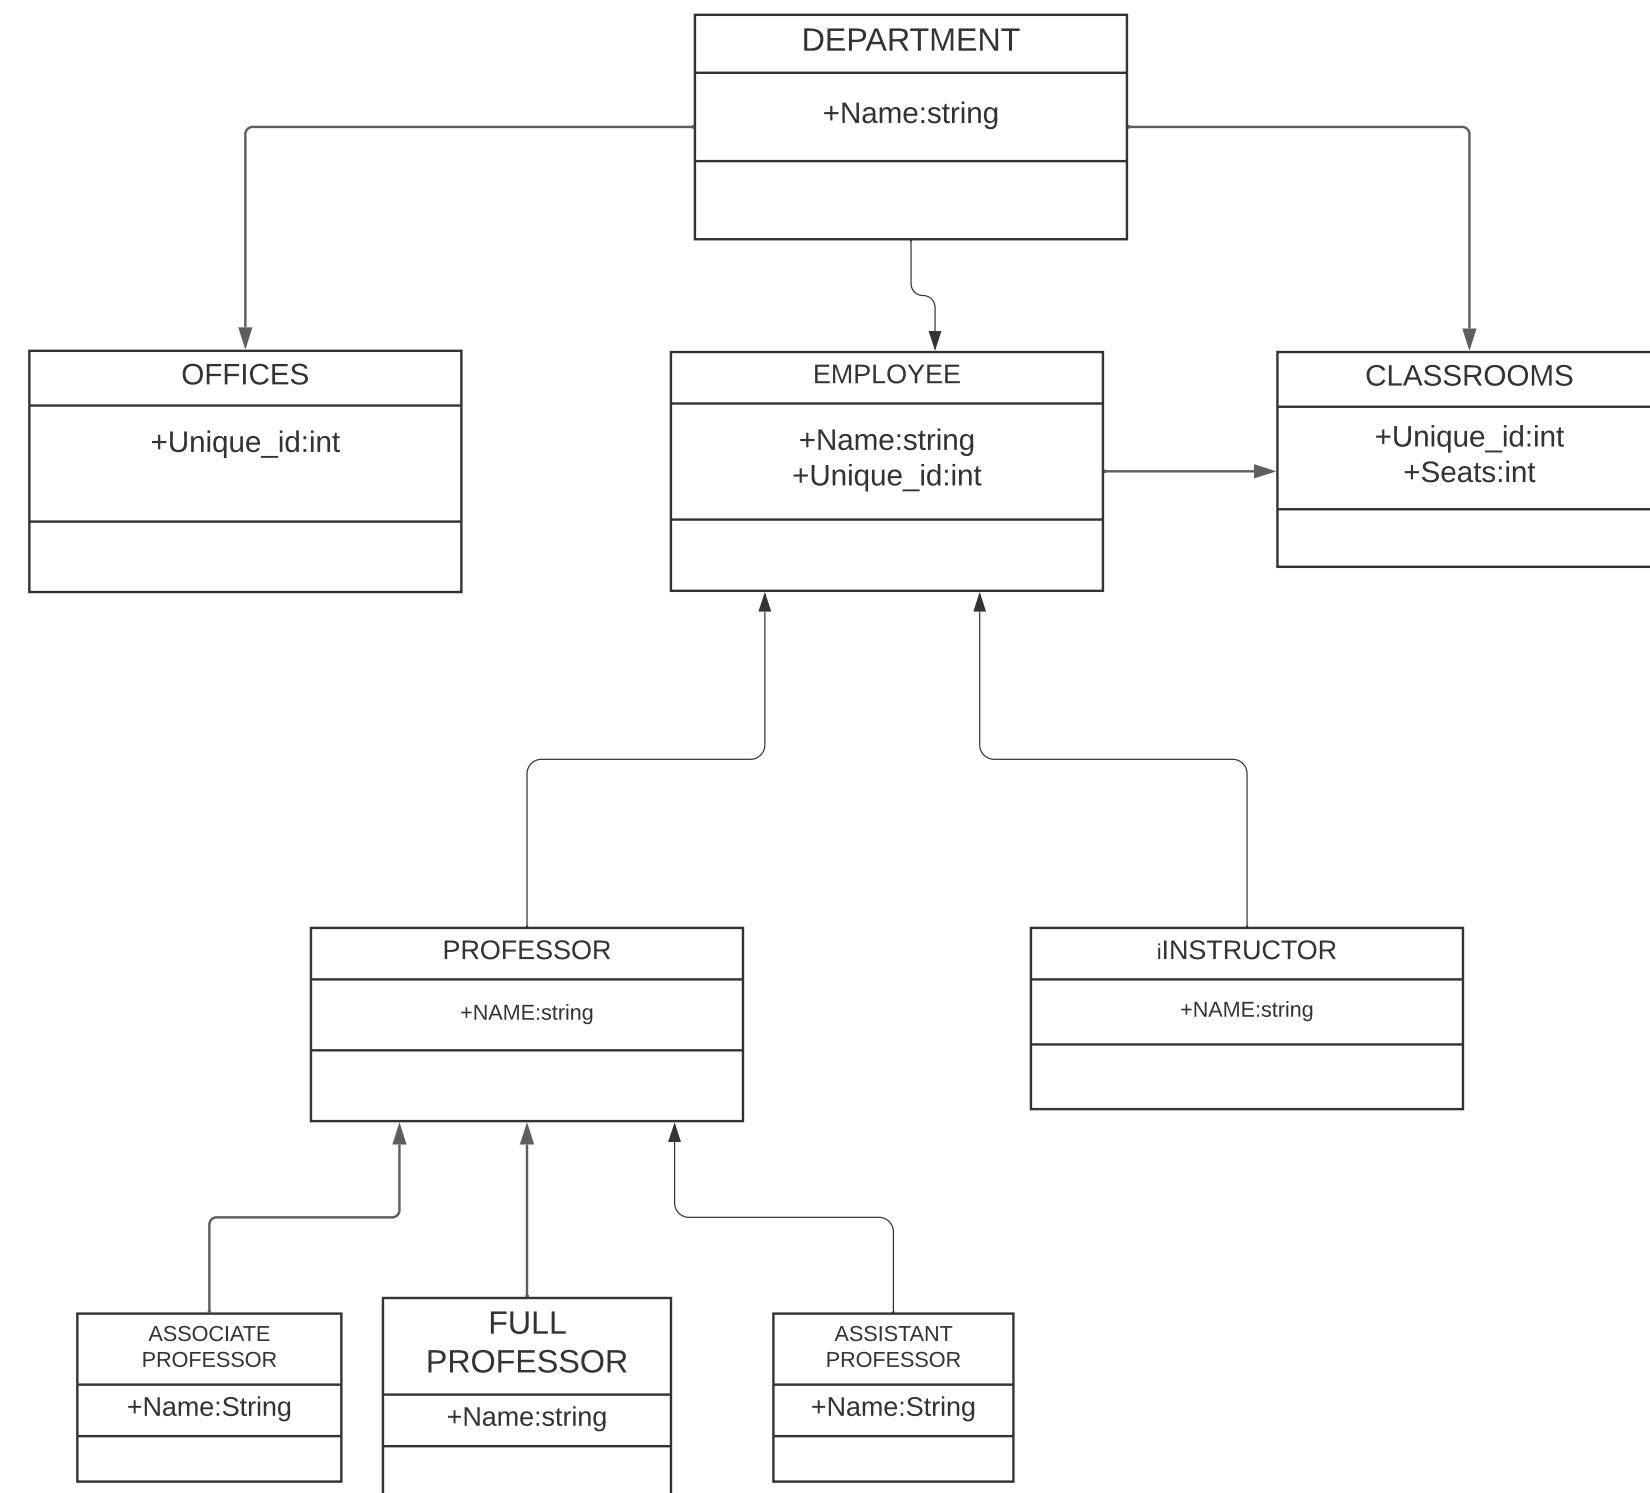 DEPARTMENT
+Name:string
OFFICES
+Unique_id:int
EMPLOYEE
+Name:string
+Unique_id:int
CLASSROOMS
+Unique_id:int
+Seats:int
PROFESSOR
+NAME:string
iINSTRUCTOR
+NAME:string
ASSOCIATE
PROFESSOR
+Name:String
FULL
PROFESSOR
+Name:string
ASSISTANT
PROFESSOR
+Name:String